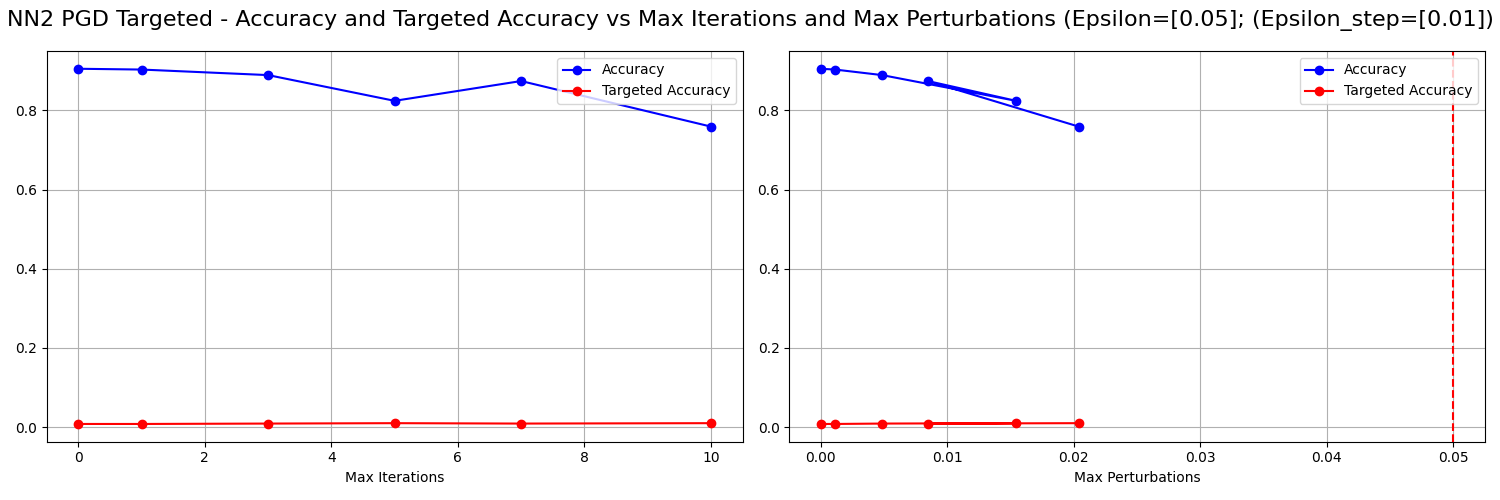 NN2 PGD Targeted - Accuracy and Targeted Accuracy vs Max Iterations and Max Perturbations (Epsilon=[0.05]; (Epsilon_step=[0.01])
Accuracy
Targeted Accuracy
0.8
0.6
0.4
0.2
0.0
0 2 4 6 8 10
Max Iterations
Accuracy
Targeted Accuracy
0.8
0.6
0.4
0.2
0.0
0.00 0.01 0.02 0.03 0.04 0.05
Max Perturbations